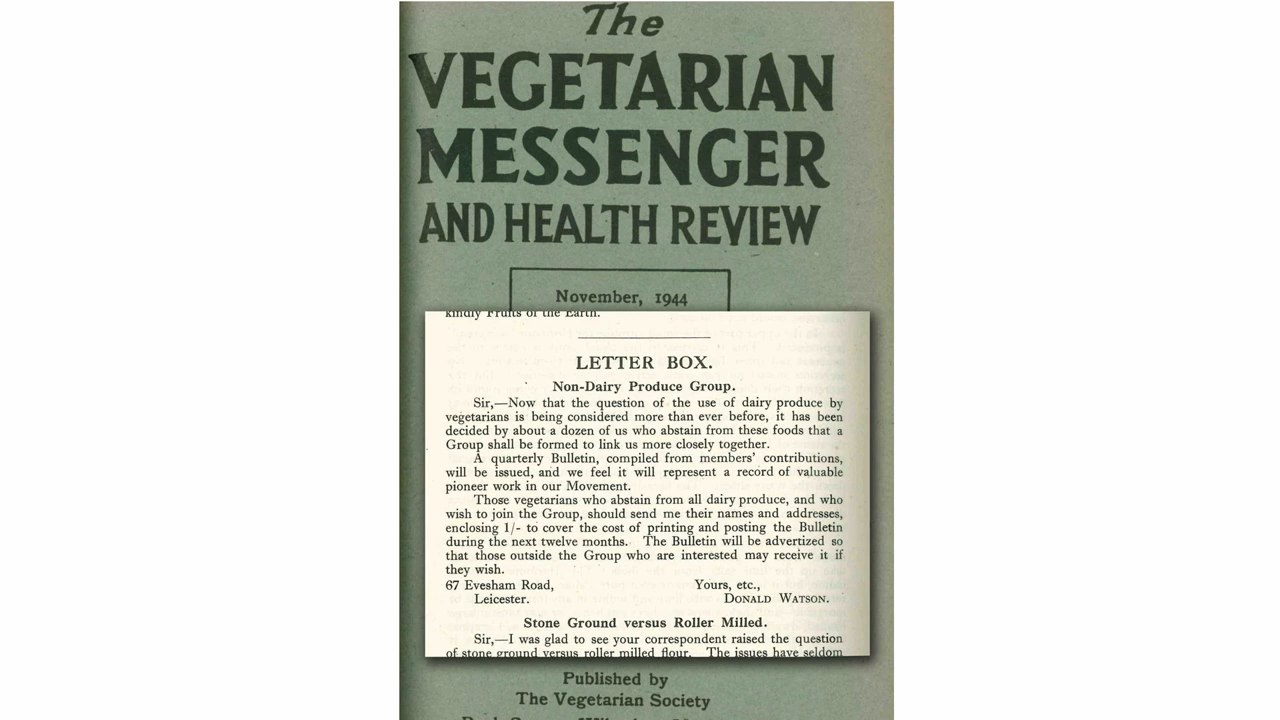 The
VEGETARIAN
MESSENGER
AND HEALTH REVIEW
November, 1944
kindly Fruits of the Earth.
LETTER BOX.
Non-Dairy Produce Group.
Sir,—Now that the question of the use of dairy produce by
vegetarians is being considered more than ever before, it has been
decided by about a dozen of us who abstain from these foods that a
Group shall be formed to link us more closely together.
A quarterly Bulletin, compiled from members' contributions,
will be issued, and we feel it will represent a record of valuable
pioneer work in our Movement.
Those vegetarians who abstain from all dairy produce, and who
wish to join the Group, should send me their names and addresses,
enclosing 1/- to cover the cost of printing and posting the Bulletin
during the next twelve months. The Bulletin will be advertized so
that those outside the Group who are interested may receive it if
they wish.
67 Evesham Road, Yours, etc.,
Leicester. DONALD WATSON.
Stone Ground versus Roller Milled.
Sir,—I was glad to see your correspondent raised the question
of stone ground versus roller milled flour. The issues have seldom
Published by
The Vegetarian Society